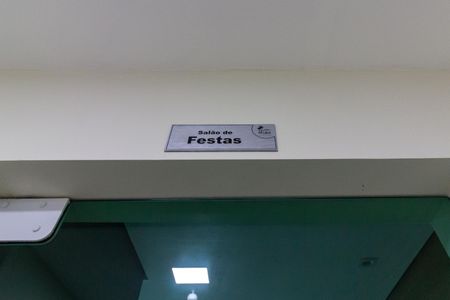 Salão de
Festas